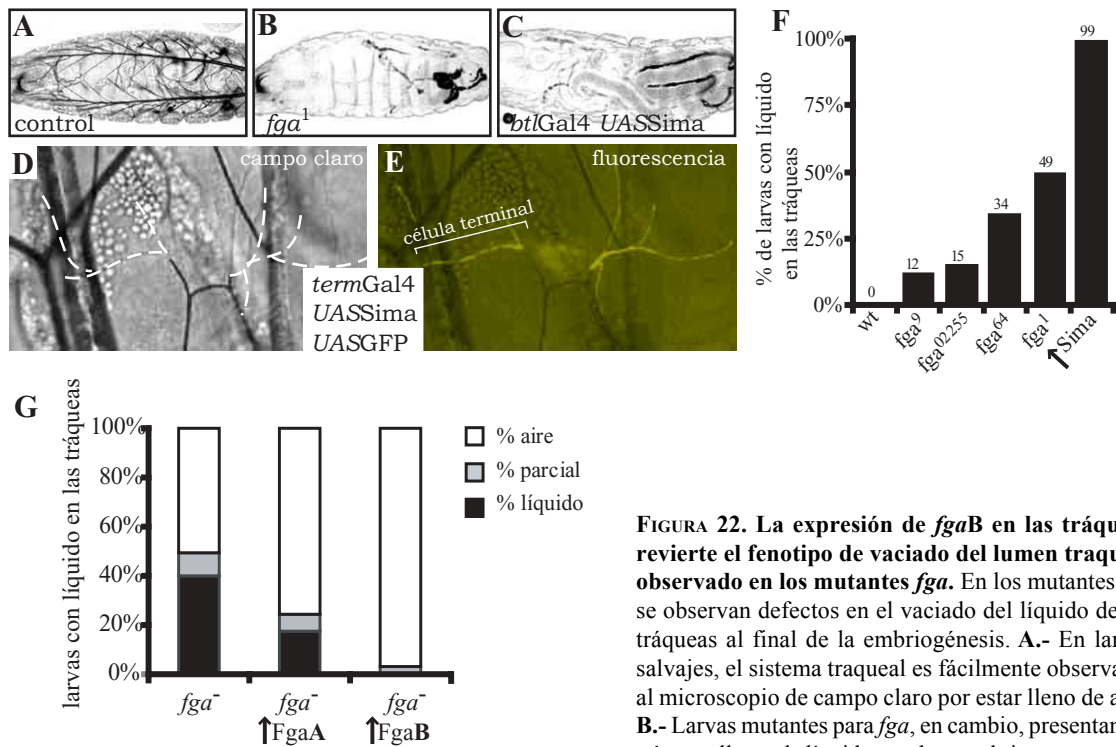 A
control
B
fga¹
C
btlGal4 UASSima
D
campo claro
termGal4
UASSima
UASGFP
E
fluorescencia
célula terminal
F
% de larvas con líquido
en las tráqueas
100%
75%
50%
25%
0%
0
12
15
34
49
99
wt
fga⁹
fga⁰²²⁵⁵
fga⁶⁴
fga¹
↑Sima
G
larvas con líquido en las tráqueas
100%
80%
60%
40%
20%
0%
fga⁻
fga⁻
↑FgaA
fga⁻
↑FgaB
% aire
% parcial
% líquido
FIGURA 22. La expresión de fgaB en las tráqu
revierte el fenotipo de vaciado del lumen traqu
observado en los mutantes fga. En los mutantes
se observan defectos en el vaciado del líquido de
tráqueas al final de la embriogénesis. A.- En lar
salvajes, el sistema traqueal es fácilmente observa
al microscopio de campo claro por estar lleno de a
B.- Larvas mutantes para fga, en cambio, presentan